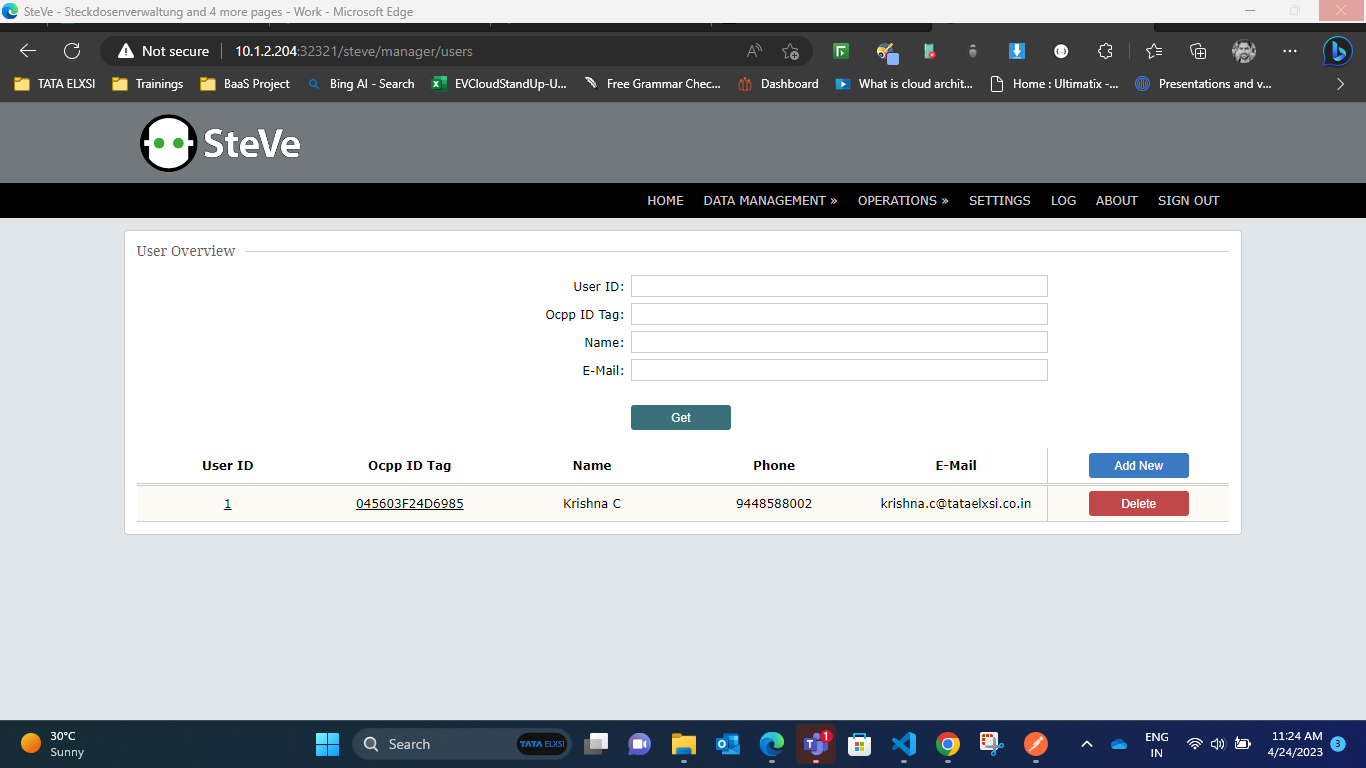 SteVe - Steckdosenverwaltung and 4 more pages - Work - Microsoft Edge
Not secure 10.1.2.204:32321/steve/manager/users
TATA ELXSI Trainings BaaS Project Bing AI - Search EVCloudStandUp-U... Free Grammar Chec... Dashboard What is cloud archit... Home : Ultimatix -... Presentations and v...
SteVe
HOME DATA MANAGEMENT » OPERATIONS » SETTINGS LOG ABOUT SIGN OUT
User Overview
User ID:
Ocpp ID Tag:
Name:
E-Mail:
Get
User ID Ocpp ID Tag Name Phone E-Mail Add New
1 045603F24D6985 Krishna C 9448588002 krishna.c@tataelxsi.co.in Delete
30°C
Sunny
Search TATA ELXSI
1
ENG
IN
11:24 AM
4/24/2023
3